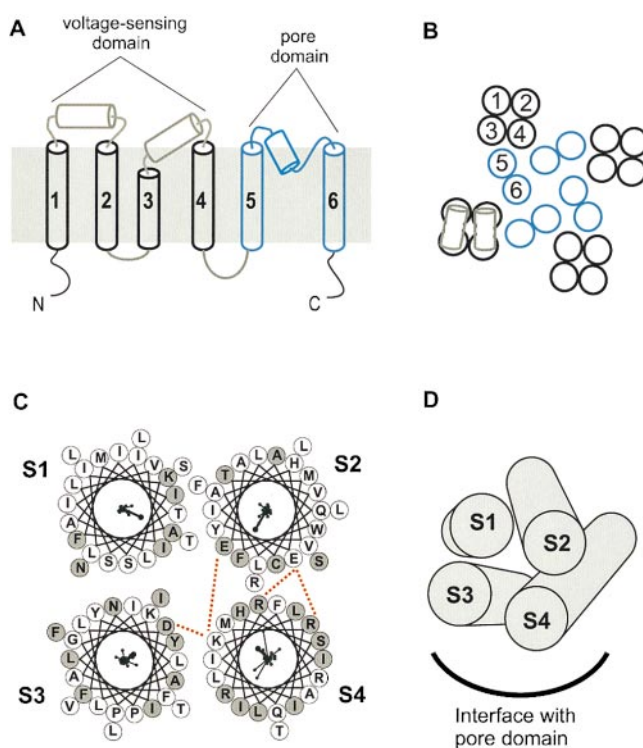 A
voltage-sensing
domain
pore
domain
1 2 3 4 5 6
N
C
B
1 2
3 4
5
6
C
S1
L I M I L I I V K S I T A T I L S S L N F A I L I L
S2
F A T A L A L H M V Q L W V S E C L R F E Y I
S3
F G L Y N I K I D Y L A T F I P P L V F A L
S4
K M H R F L R S I R A I Q T L I L R I
D
S1
S2
S3
S4
Interface with
pore domain